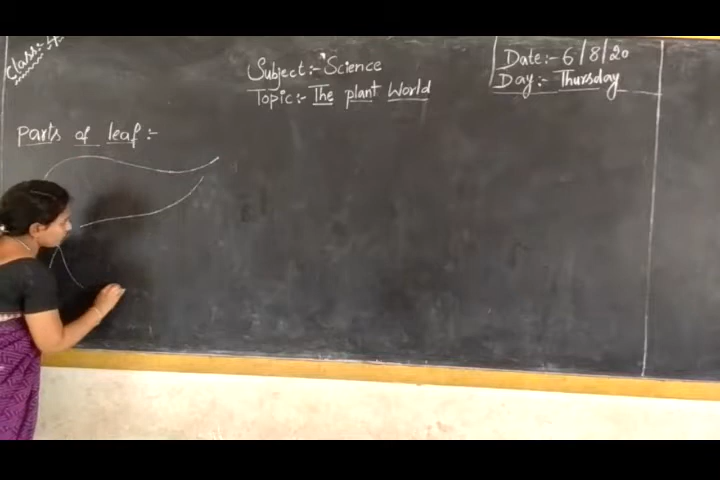 Class:- 4
Subject:- Science
Topic:- The plant World
Date:- 6/8/20
Day:- Thursday
Parts of leaf:-